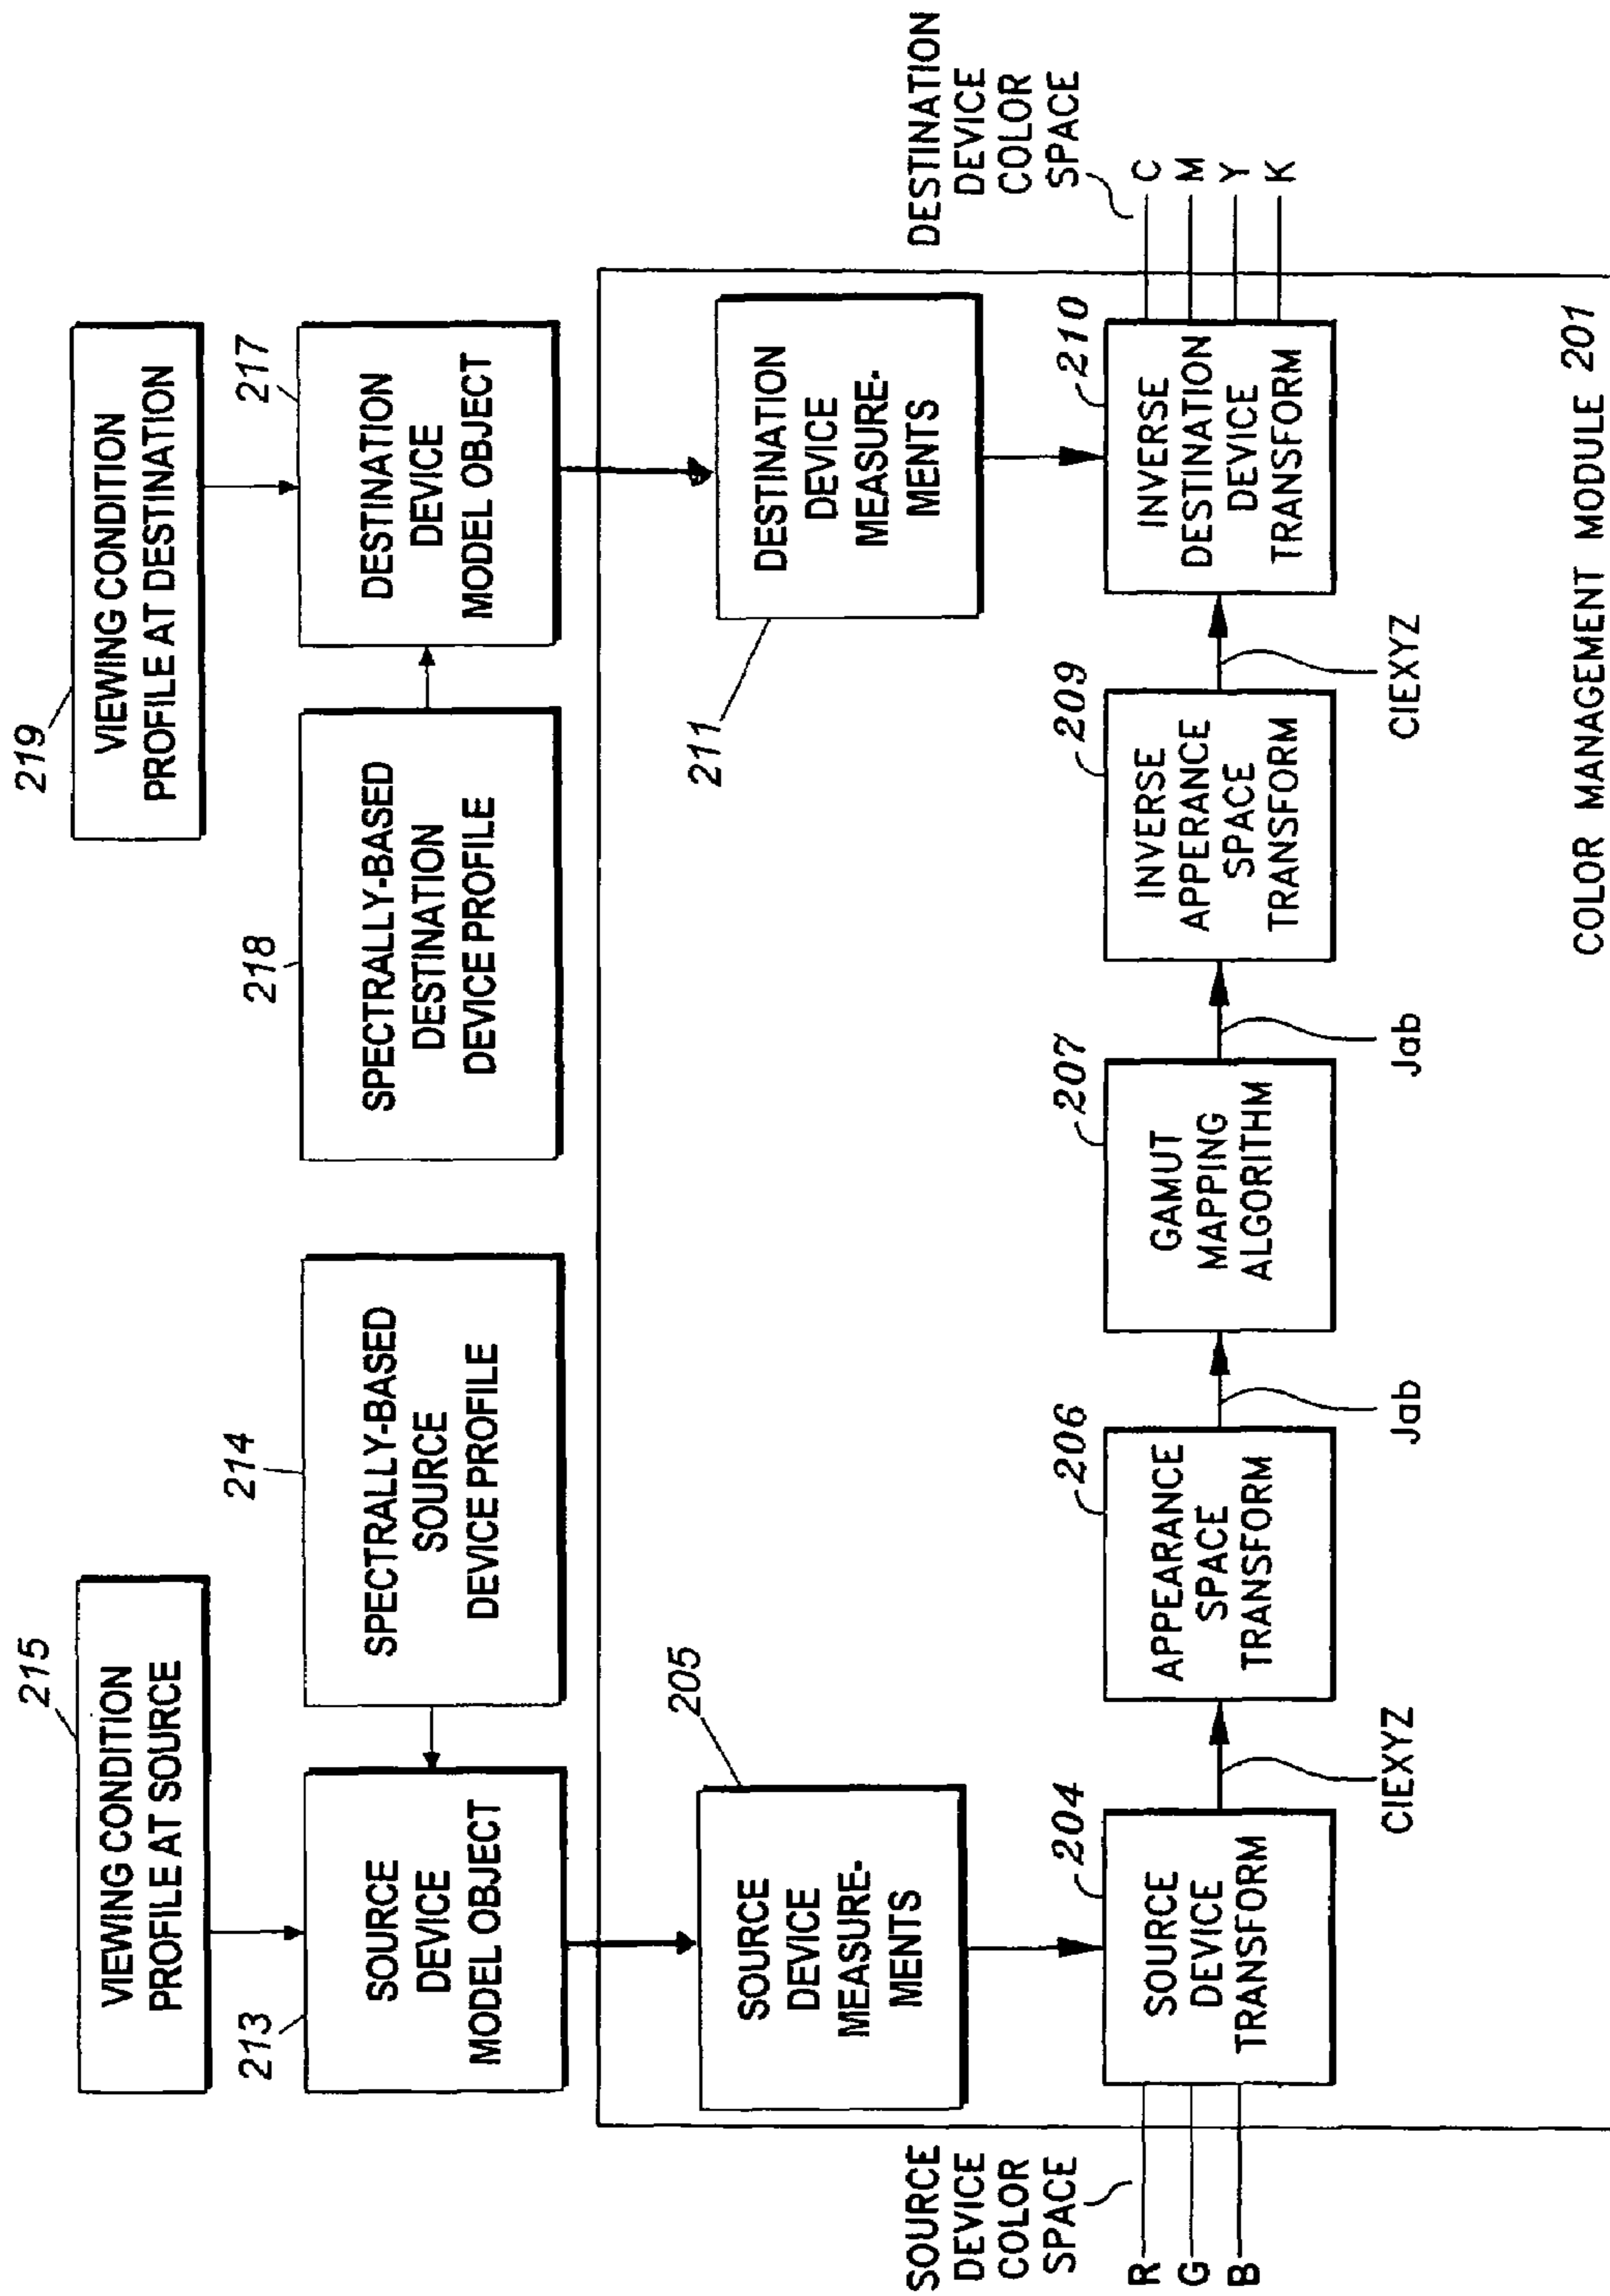 215
VIEWING CONDITION
PROFILE AT SOURCE
219
VIEWING CONDITION
PROFILE AT DESTINATION
213
SOURCE
DEVICE
MODEL OBJECT
214
SPECTRALLY-BASED
SOURCE
DEVICE PROFILE
218
SPECTRALLY-BASED
DESTINATION
DEVICE PROFILE
217
DESTINATION
DEVICE
MODEL OBJECT
205
SOURCE
DEVICE
MEASURE-
MENTS
211
DESTINATION
DEVICE
MEASURE-
MENTS
SOURCE
DEVICE
COLOR
SPACE
R
G
B
204
SOURCE
DEVICE
TRANSFORM
CIEXYZ
206
APPEARANCE
SPACE
TRANSFORM
Jab
207
GAMUT
MAPPING
ALGORITHM
Jab
209
INVERSE
APPERANCE
SPACE
TRANSFORM
CIEXYZ
210
INVERSE
DESTINATION
DEVICE
TRANSFORM
DESTINATION
DEVICE
COLOR
SPACE
C
M
Y
K
COLOR MANAGEMENT MODULE 201